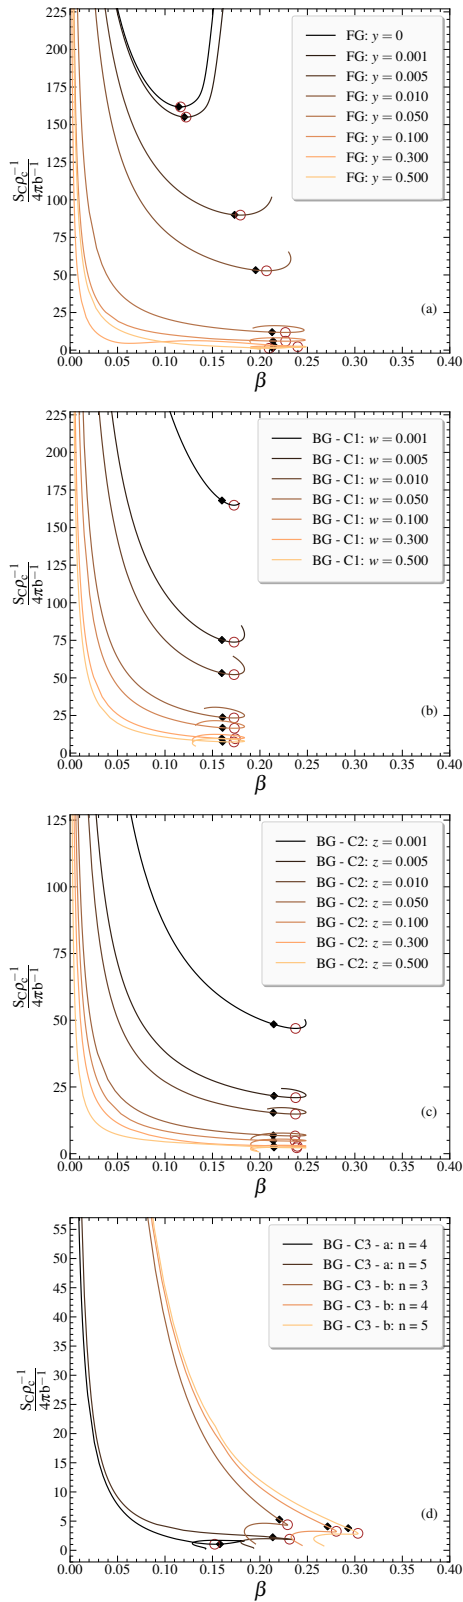 225
200
175
150
125
100
75
50
25
0
S_Cρ_c^{-1}
4πb^{-1}
FG: y = 0
FG: y = 0.001
FG: y = 0.005
FG: y = 0.010
FG: y = 0.050
FG: y = 0.100
FG: y = 0.300
FG: y = 0.500
(a)
0.00 0.05 0.10 0.15 0.20 0.25 0.30 0.35 0.40
β
225
200
175
150
125
100
75
50
25
0
S_Cρ_c^{-1}
4πb^{-1}
BG - C1: w = 0.001
BG - C1: w = 0.005
BG - C1: w = 0.010
BG - C1: w = 0.050
BG - C1: w = 0.100
BG - C1: w = 0.300
BG - C1: w = 0.500
(b)
0.00 0.05 0.10 0.15 0.20 0.25 0.30 0.35 0.40
β
125
100
75
50
25
0
S_Cρ_c^{-1}
4πb^{-1}
BG - C2: z = 0.001
BG - C2: z = 0.005
BG - C2: z = 0.010
BG - C2: z = 0.050
BG - C2: z = 0.100
BG - C2: z = 0.300
BG - C2: z = 0.500
(c)
0.00 0.05 0.10 0.15 0.20 0.25 0.30 0.35 0.40
β
55
50
45
40
35
30
25
20
15
10
5
0
S_Cρ_c^{-1}
4πb^{-1}
BG - C3 - a: n = 4
BG - C3 - a: n = 5
BG - C3 - b: n = 3
BG - C3 - b: n = 4
BG - C3 - b: n = 5
(d)
0.00 0.05 0.10 0.15 0.20 0.25 0.30 0.35 0.40
β